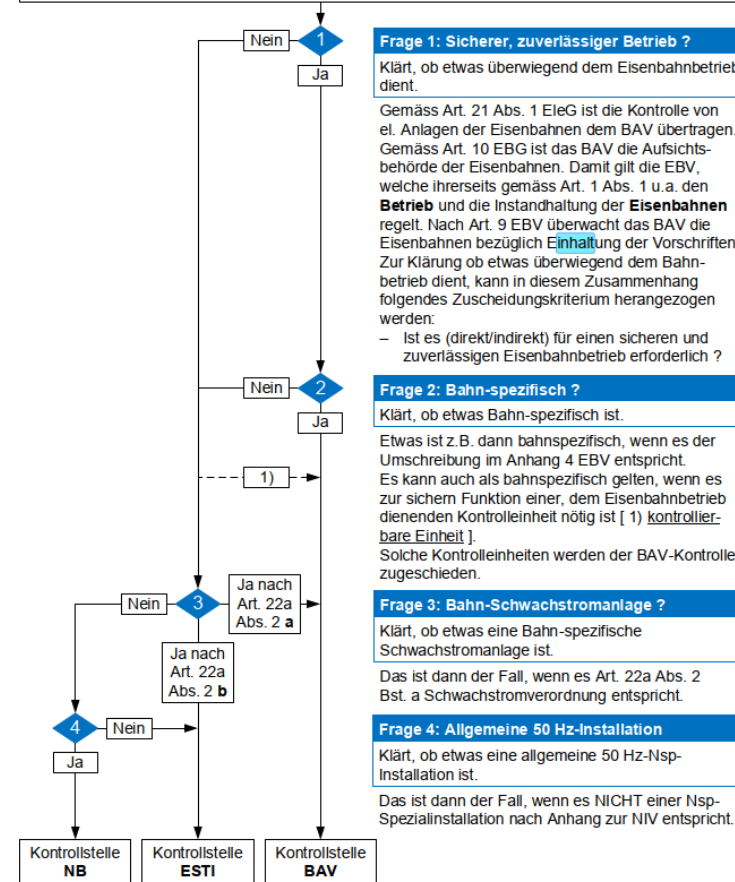 Nein
1
Ja
Frage 1: Sicherer, zuverlässiger Betrieb ?
Klärt, ob etwas überwiegend dem Eisenbahnbetrieb
dient.
Gemäss Art. 21 Abs. 1 EleG ist die Kontrolle von
el. Anlagen der Eisenbahnen dem BAV übertragen.
Gemäss Art. 10 EBG ist das BAV die Aufsichts-
behörde der Eisenbahnen. Damit gilt die EBV,
welche ihrerseits gemäss Art. 1 Abs. 1 u.a. den
Betrieb und die Instandhaltung der Eisenbahnen
regelt. Nach Art. 9 EBV überwacht das BAV die
Eisenbahnen bezüglich Einhaltung der Vorschriften
Zur Klärung ob etwas überwiegend dem Bahn-
betrieb dient, kann in diesem Zusammenhang
folgendes Zuscheidungskriterium herangezogen
werden:
– Ist es (direkt/indirekt) für einen sicheren und
zuverlässigen Eisenbahnbetrieb erforderlich ?
Nein
2
Ja
Frage 2: Bahn-spezifisch ?
Klärt, ob etwas Bahn-spezifisch ist.
Etwas ist z.B. dann bahnspezifisch, wenn es der
Umschreibung im Anhang 4 EBV entspricht.
Es kann auch als bahnspezifisch gelten, wenn es
zur sichern Funktion einer, dem Eisenbahnbetrieb
dienenden Kontrolleinheit nötig ist [ 1) kontrollier-
bare Einheit ].
Solche Kontrolleinheiten werden der BAV-Kontrolle
zugeschieden.
1)
Nein
3
Ja nach
Art. 22a
Abs. 2 a
Ja nach
Art. 22a
Abs. 2 b
Frage 3: Bahn-Schwachstromanlage ?
Klärt, ob etwas eine Bahn-spezifische
Schwachstromanlage ist.
Das ist dann der Fall, wenn es Art. 22a Abs. 2
Bst. a Schwachstromverordnung entspricht.
4
Nein
Ja
Frage 4: Allgemeine 50 Hz-Installation
Klärt, ob etwas eine allgemeine 50 Hz-Nsp-
Installation ist.
Das ist dann der Fall, wenn es NICHT einer Nsp-
Spezialinstallation nach Anhang zur NIV entspricht.
Kontrollstelle
NB
Kontrollstelle
ESTI
Kontrollstelle
BAV